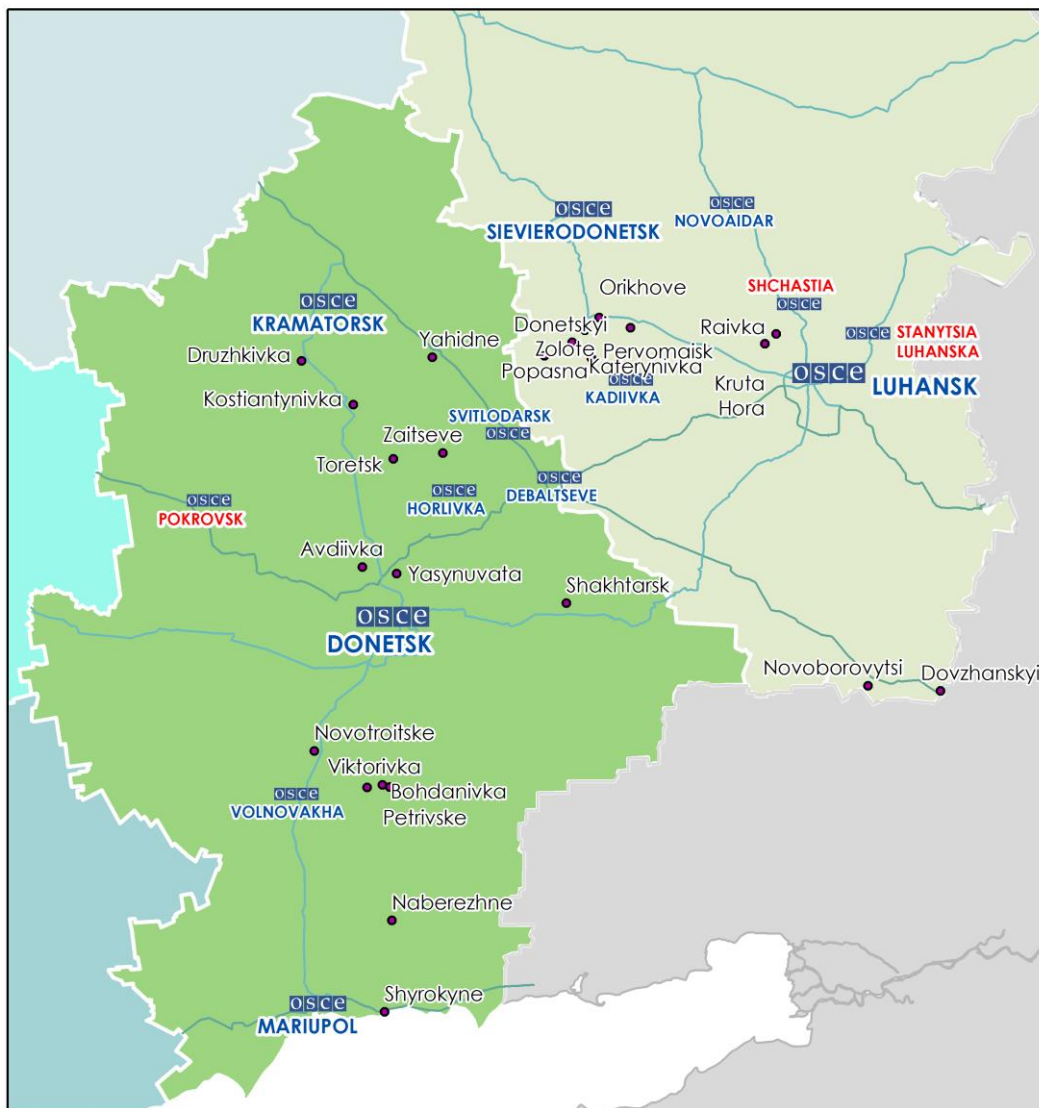 osce
SIEVIERODONETSK
osce
NOVOAIDAR
osce
KRAMATORSK
Orikhove
SHCHASTIA
osce
Donetskyi
Raivka
osce
STANYTSIA
LUHANSKA
Druzhkivka
Yahidne
Zolote
Pervomaisk
Popasna
Katerynivka
osce
KADIIVKA
Kruta
Hora
osce
LUHANSK
Kostiantynivka
SVITLODARSK
osce
Zaitseve
Toretsk
osce
HORLIVKA
osce
DEBALTSEVE
osce
POKROVSK
Avdiivka
Yasynuvata
Shakhtarsk
osce
DONETSK
Novoborovytsi
Dovzhanskyi
Novotroitske
Viktorivka
osce
VOLNOVAKHA
Bohdanivka
Petrivske
Naberezhne
Shyrokyne
osce
MARIUPOL